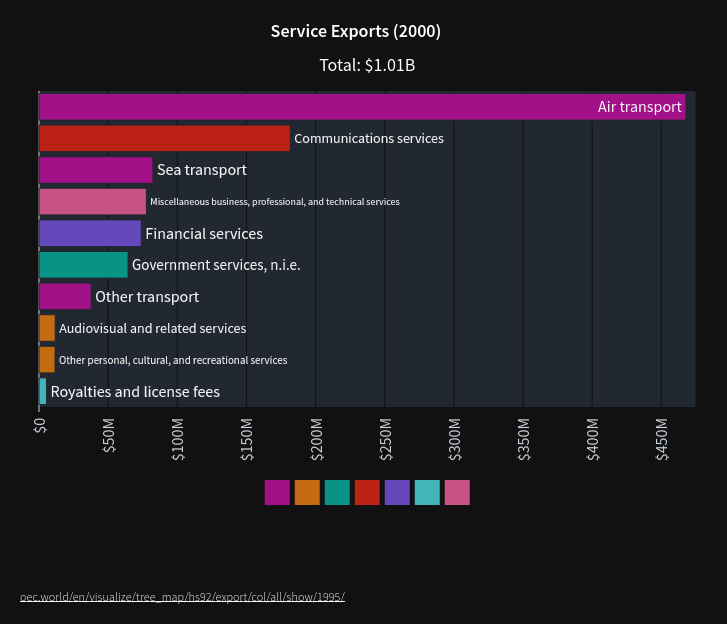 Service Exports (2000)
Total: $1.01B
Air transport
Communications services
Sea transport
Miscellaneous business, professional, and technical services
Financial services
Government services, n.i.e.
Other transport
Audiovisual and related services
Other personal, cultural, and recreational services
Royalties and license fees
$0 $50M $100M $150M $200M $250M $300M $350M $400M $450M
oec.world/en/visualize/tree_map/hs92/export/col/all/show/1995/